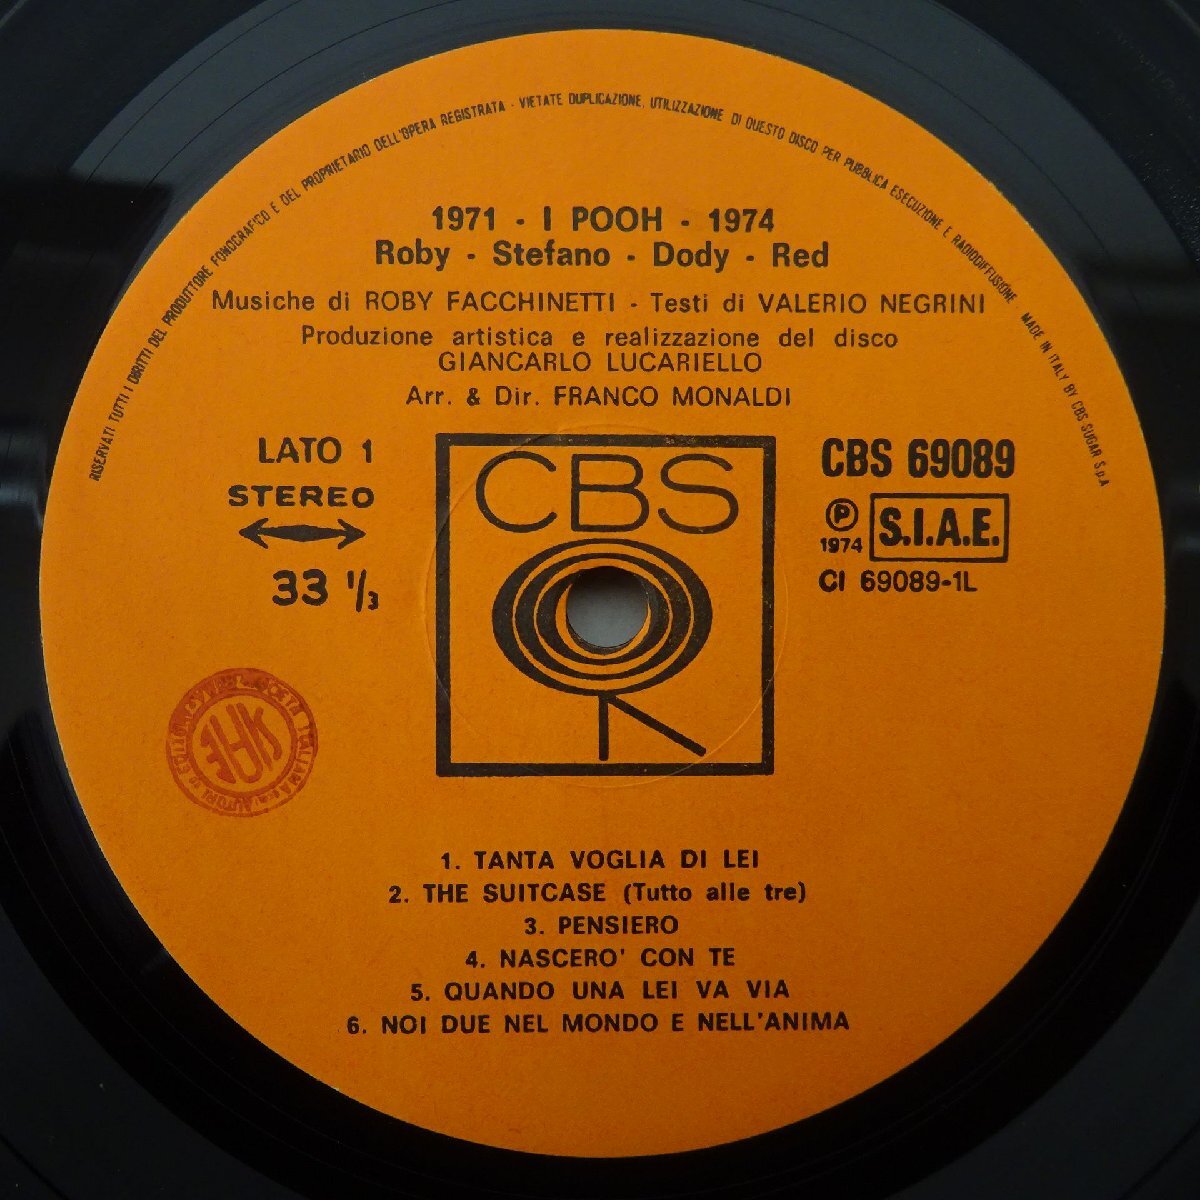 RISERVATI TUTTI I DIRITTI DEL PRODUTTORE FONOGRAFICO E DEL PROPRIETARIO DELL'OPERA REGISTRATA - VIETATE DUPLICAZIONE, UTILIZZAZIONE DI QUESTO DISCO PER PUBBLICA ESECUZIONE E RADIODIFFUSIONE MADE IN ITALY BY CBS SUGAR S.p.A
1971 - I POOH - 1974
Roby - Stefano - Dody - Red
Musiche di ROBY FACCHINETTI - Testi di VALERIO NEGRINI
Produzione artistica e realizzazione del disco
GIANCARLO LUCARIELLO
Arr. & Dir. FRANCO MONALDI
LATO 1
STEREO
33 1/3
CBS
CBS 69089
℗ 1974
S.I.A.E.
CI 69089-1L
SOCIETÀ ITALIANA AUTORI ED EDITORI
1. TANTA VOGLIA DI LEI
2. THE SUITCASE (Tutto alle tre)
3. PENSIERO
4. NASCERO' CON TE
5. QUANDO UNA LEI VA VIA
6. NOI DUE NEL MONDO E NELL'ANIMA